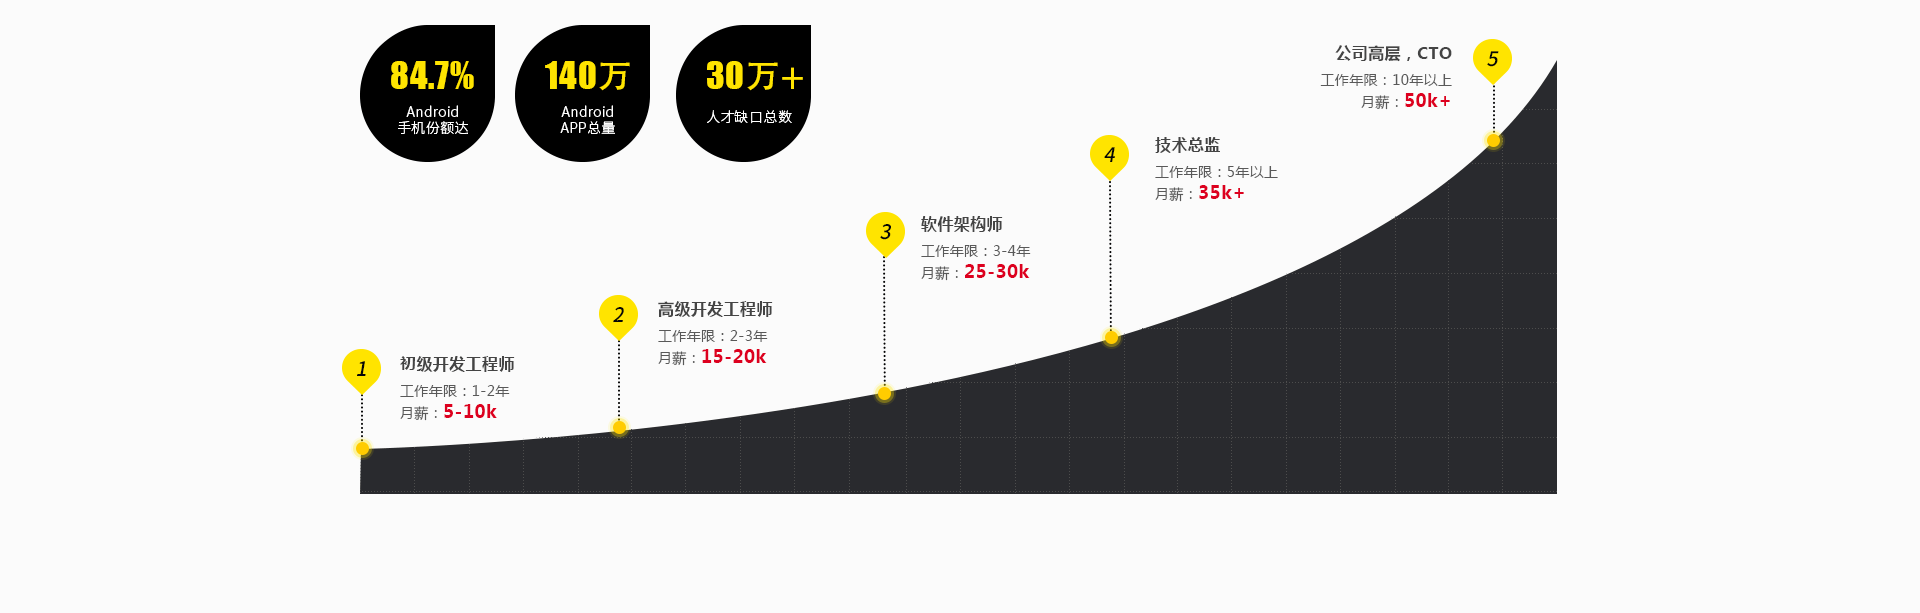 84.7%
Android
手机份额达
140万
Android
APP总量
30万+
人才缺口总数
1
初级开发工程师
工作年限：1-2年
月薪：5-10k
2
高级开发工程师
工作年限：2-3年
月薪：15-20k
3
软件架构师
工作年限：3-4年
月薪：25-30k
4
技术总监
工作年限：5年以上
月薪：35k+
5
公司高层，CTO
工作年限：10年以上
月薪：50k+